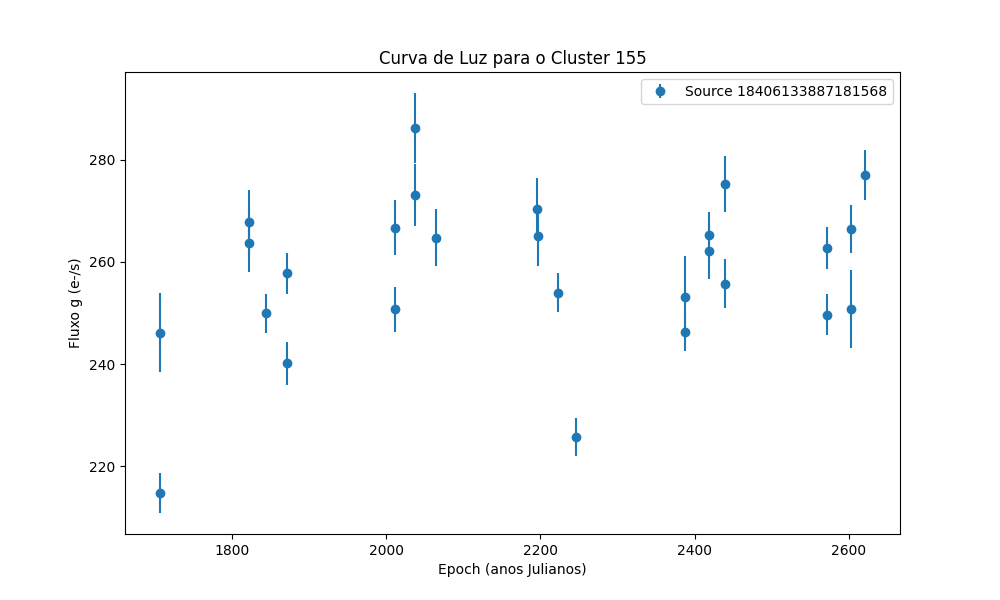 Curva de Luz para o Cluster 155
Source 18406133887181568
Fluxo g (e-/s)
280
260
240
220
1800
2000
2200
2400
2600
Epoch (anos Julianos)